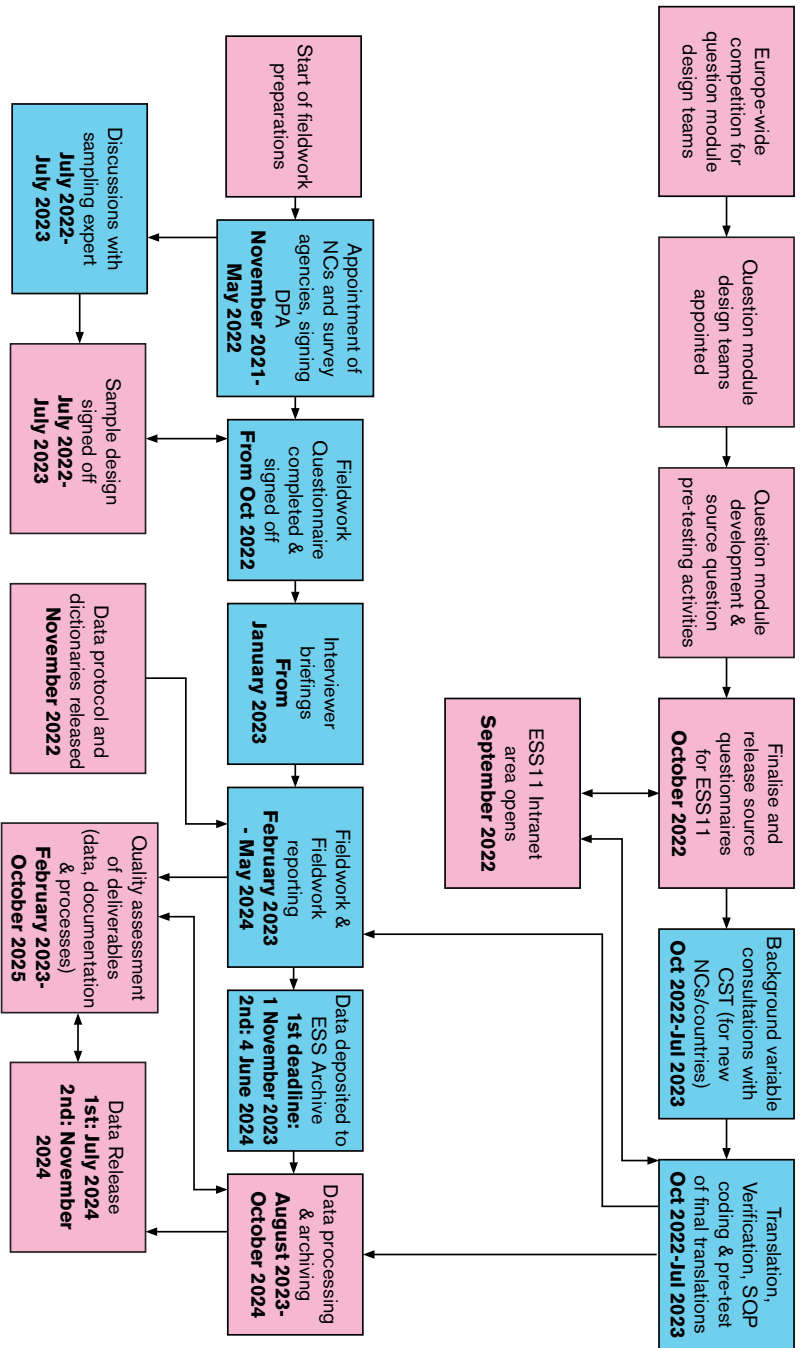 Europe-wide
competition for
question module
design teams
Question module
design teams
appointed
Question module
development &
source question
pre-testing activities
Finalise and
release source
questionnaires
for ESS11
October 2022
Background variable
consultations with
CST (for new
NCs/countries)
Oct 2022-Jul 2023
Translation,
Verification, SQP
coding & pre-test
of final translations
Oct 2022-Jul 2023
ESS11 Intranet
area opens
September 2022
Start of fieldwork
preparations
Appointment of
NCs and survey
agencies, signing
DPA
November 2021-
May 2022
Fieldwork
Questionnaire
completed &
signed off
From Oct 2022
Interviewer
briefings
From
January 2023
Fieldwork &
Fieldwork
reporting
February 2023
- May 2024
Data deposited to
ESS Archive
1st deadline:
1 November 2023
2nd: 4 June 2024
Data processing
& archiving
August 2023-
October 2024
Discussions with
sampling expert
July 2022-
July 2023
Sample design
signed off
July 2022-
July 2023
Data protocol and
dictionaries released
November 2022
Quality assessment
of deliverables
(data, documentation
& processes)
February 2023-
October 2025
Data Release
1st: July 2024
2nd: November
2024